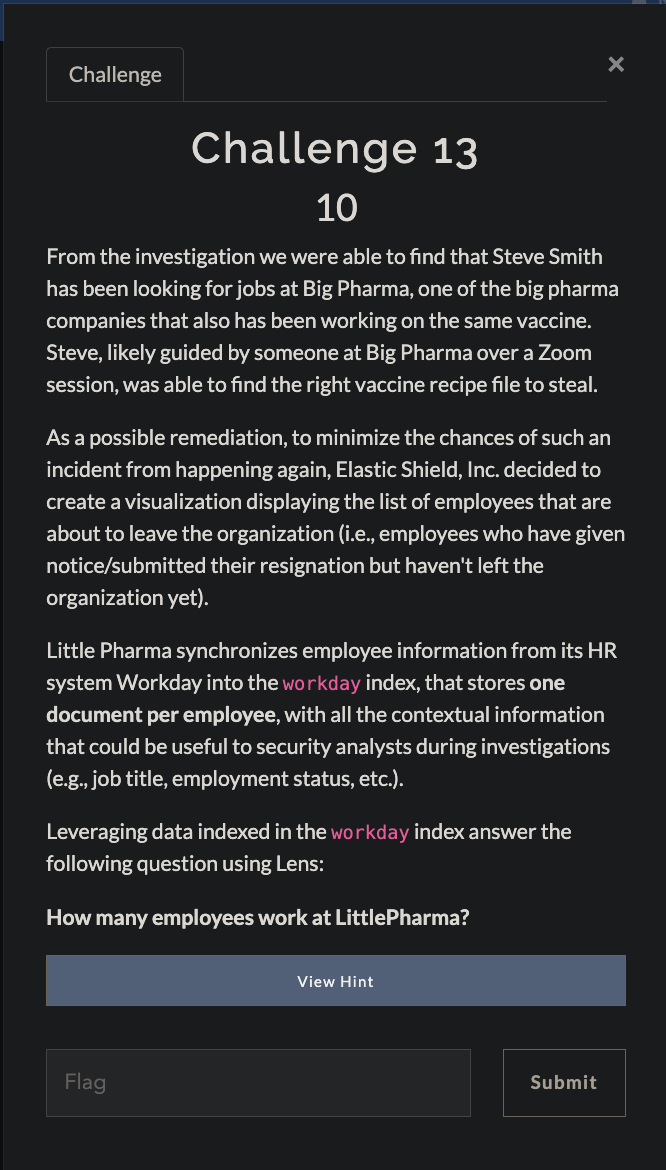 Challenge
×
Challenge 13
10
From the investigation we were able to find that Steve Smith
has been looking for jobs at Big Pharma, one of the big pharma
companies that also has been working on the same vaccine.
Steve, likely guided by someone at Big Pharma over a Zoom
session, was able to find the right vaccine recipe file to steal.
As a possible remediation, to minimize the chances of such an
incident from happening again, Elastic Shield, Inc. decided to
create a visualization displaying the list of employees that are
about to leave the organization (i.e., employees who have given
notice/submitted their resignation but haven't left the
organization yet).
Little Pharma synchronizes employee information from its HR
system Workday into the workday index, that stores one
document per employee, with all the contextual information
that could be useful to security analysts during investigations
(e.g., job title, employment status, etc.).
Leveraging data indexed in the workday index answer the
following question using Lens:
How many employees work at LittlePharma?
View Hint
Flag
Submit